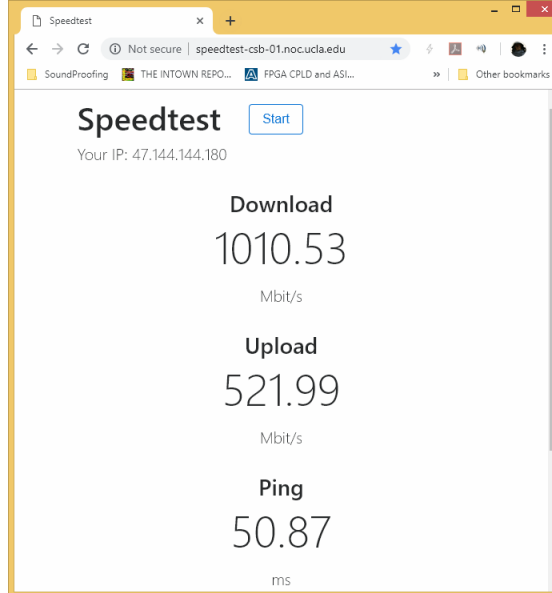 Speedtest
Not secure | speedtest-csb-01.noc.ucla.edu
SoundProofing THE INTOWN REPO... FPGA CPLD and ASI... » Other bookmarks
Speedtest Start
Your IP: 47.144.144.180
Download
1010.53
Mbit/s
Upload
521.99
Mbit/s
Ping
50.87
ms